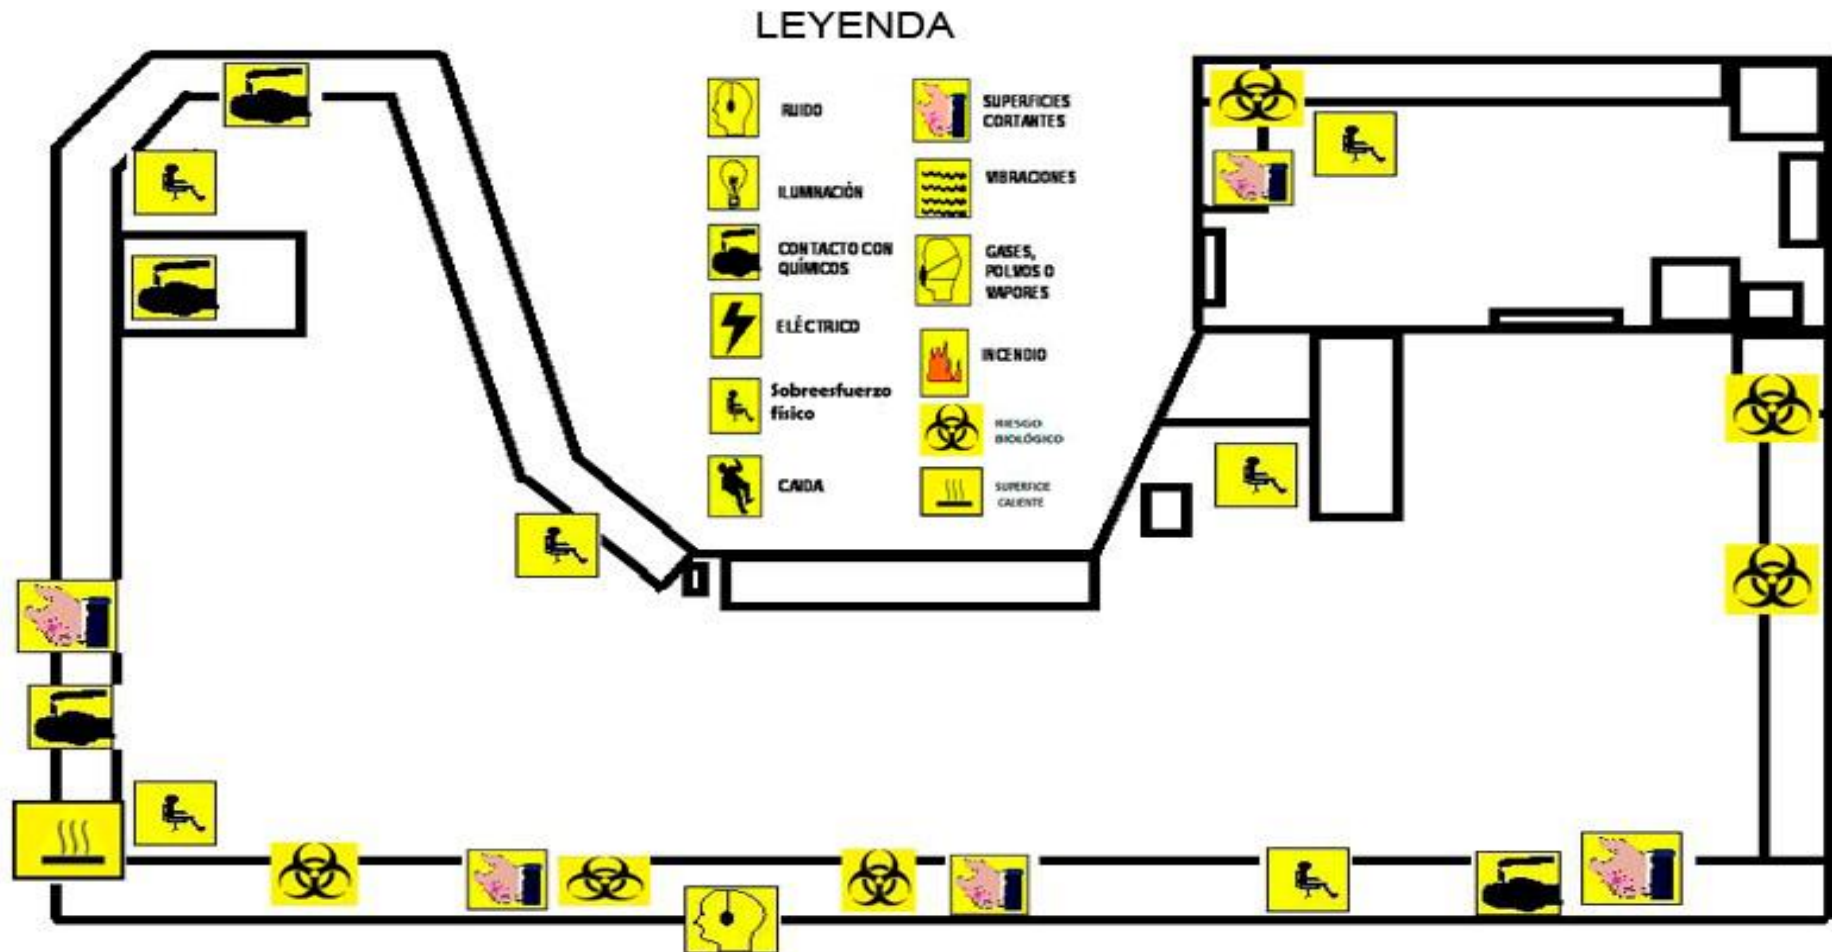 LEYENDA
RUIDO
ILUMINACIÓN
CONTACTO CON
QUÍMICOS
ELÉCTRICO
Sobreesfuerzo
físico
CAIDA
SUPERFICIES
CORTANTES
VIBRACIONES
GASES,
POLVOS O
VAPORES
INCENDIO
RIESGO
BIOLÓGICO
SUPERFICE
CALIENTE